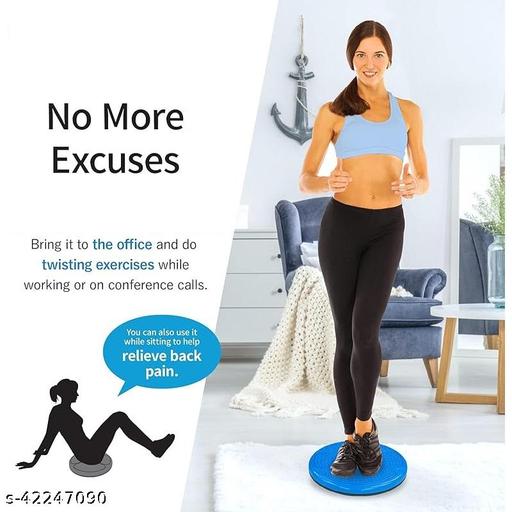 No More
Excuses
Bring it to the office and do
twisting exercises while
working or on conference calls.
You can also use it
while sitting to help
relieve back
pain.
s-42247090